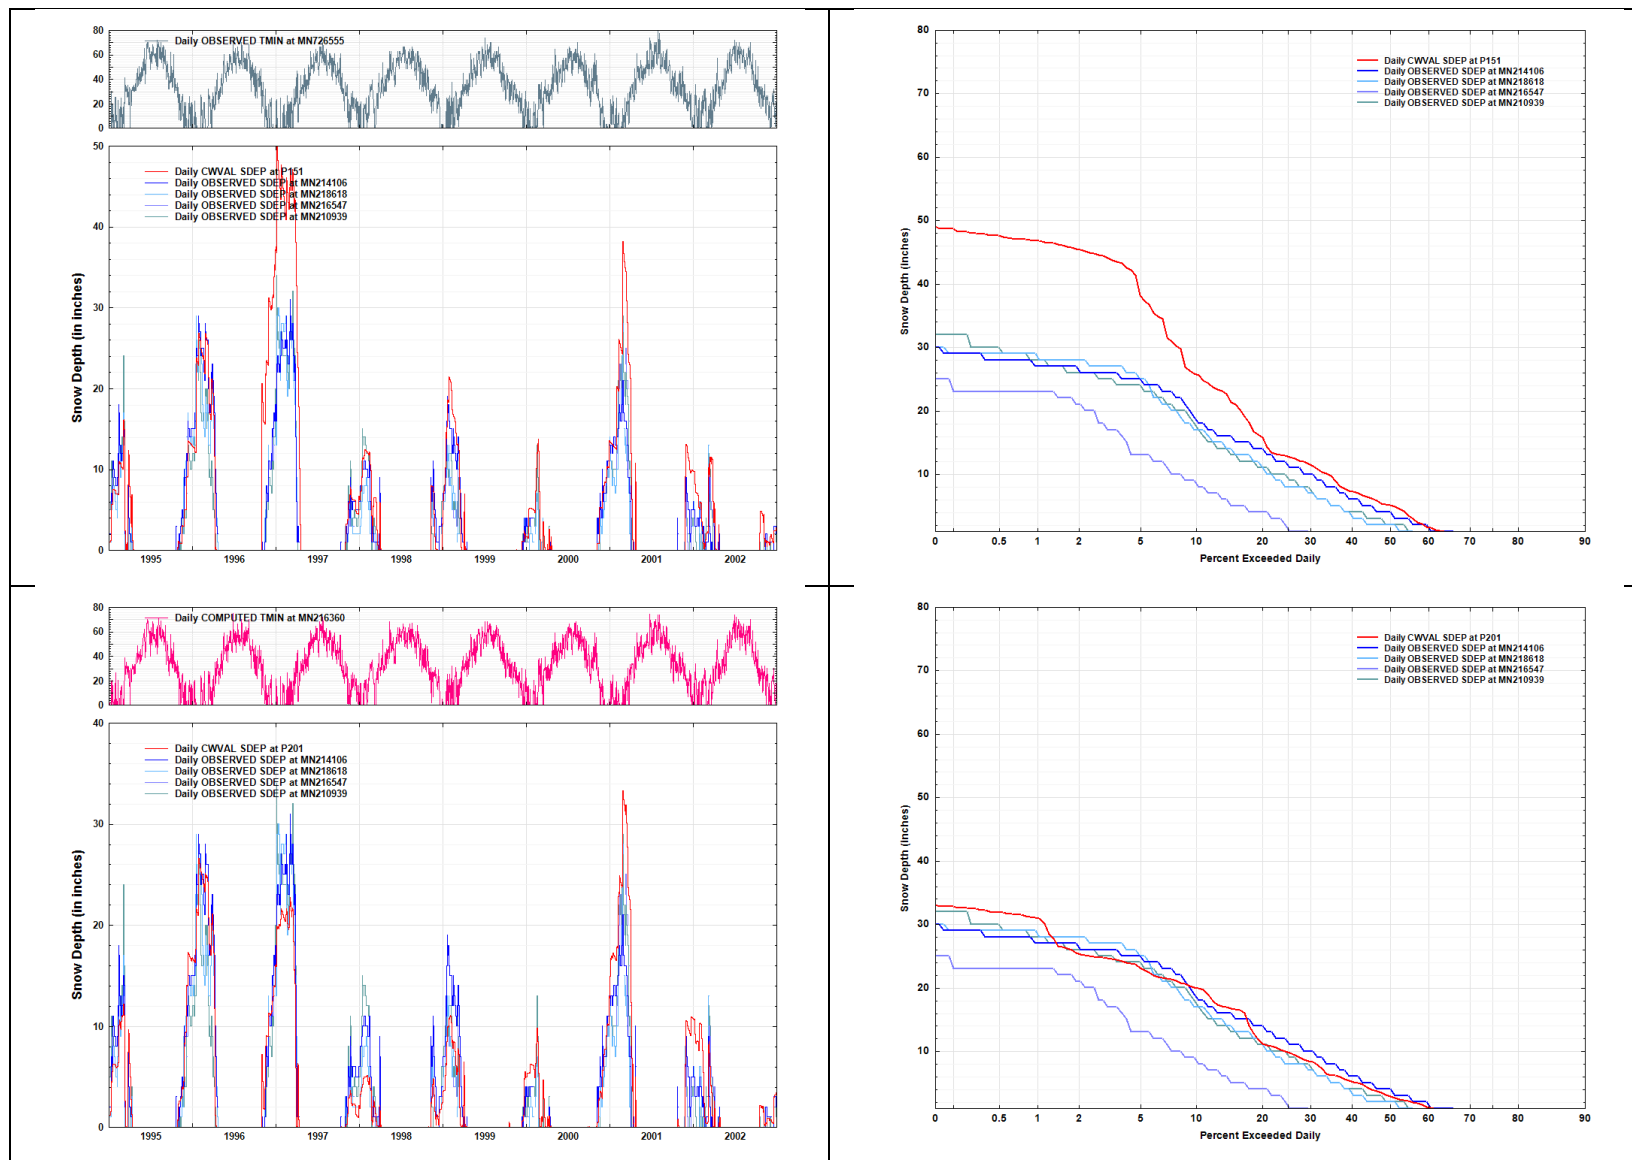 Daily OBSERVED TMIN at MN726555
80
60
40
20
0
50
40
30
20
10
0
Snow Depth (in inches)
Daily CWVAL SDEP at P151
Daily OBSERVED SDEP at MN214106
Daily OBSERVED SDEP at MN218618
Daily OBSERVED SDEP at MN216547
Daily OBSERVED SDEP at MN210939
1995 1996 1997 1998 1999 2000 2001 2002
80
70
60
50
40
30
20
10
Snow Depth (Inches)
Daily CWVAL SDEP at P151
Daily OBSERVED SDEP at MN214106
Daily OBSERVED SDEP at MN218618
Daily OBSERVED SDEP at MN216547
Daily OBSERVED SDEP at MN210939
0 0.5 1 2 5 10 20 30 40 50 60 70 80 90
Percent Exceeded Daily
Daily COMPUTED TMIN at MN216360
80
60
40
20
0
40
30
20
10
0
Snow Depth (in inches)
Daily CWVAL SDEP at P201
Daily OBSERVED SDEP at MN214106
Daily OBSERVED SDEP at MN218618
Daily OBSERVED SDEP at MN216547
Daily OBSERVED SDEP at MN210939
1995 1996 1997 1998 1999 2000 2001 2002
80
70
60
50
40
30
20
10
Snow Depth (Inches)
Daily CWVAL SDEP at P201
Daily OBSERVED SDEP at MN214106
Daily OBSERVED SDEP at MN218618
Daily OBSERVED SDEP at MN216547
Daily OBSERVED SDEP at MN210939
0 0.5 1 2 5 10 20 30 40 50 60 70 80 90
Percent Exceeded Daily